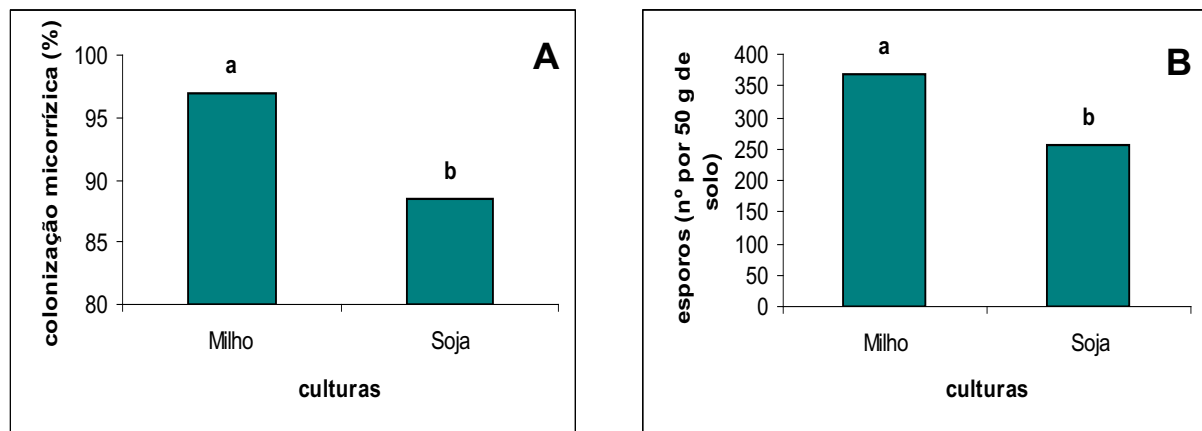 A
colonização micorrízica (%)
100
95
90
85
80
a
b
Milho
Soja
culturas
B
esporos (nº por 50 g de
solo)
400
350
300
250
200
150
100
50
0
a
b
Milho
Soja
culturas